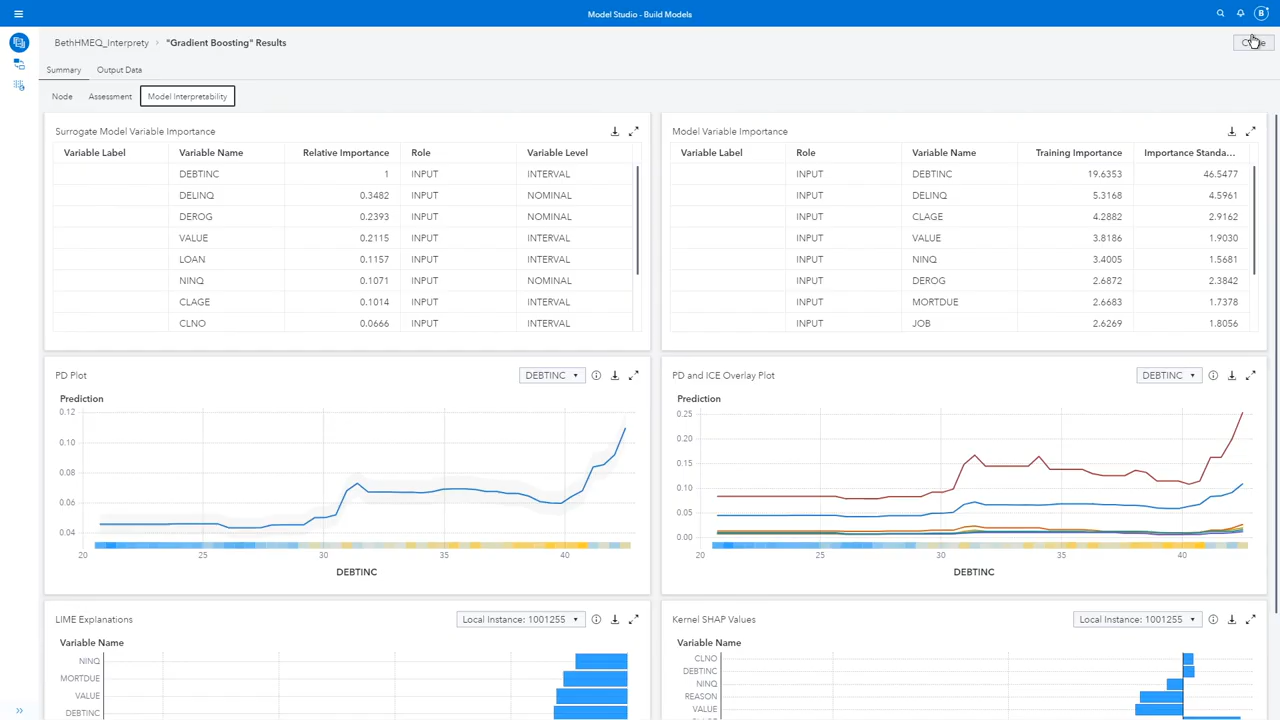 Model Studio - Build Models
B
BethHMEQ_Interprety > "Gradient Boosting" Results
Summary Output Data
Node Assessment Model Interpretability
Surrogate Model Variable Importance
Variable Label Variable Name Relative Importance Role Variable Level
DEBTINC 1 INPUT INTERVAL
DELINQ 0.3482 INPUT NOMINAL
DEROG 0.2393 INPUT NOMINAL
VALUE 0.2115 INPUT INTERVAL
LOAN 0.1157 INPUT INTERVAL
NINQ 0.1071 INPUT NOMINAL
CLAGE 0.1014 INPUT INTERVAL
CLNO 0.0666 INPUT INTERVAL
Model Variable Importance
Variable Label Role Variable Name Training Importance Importance Standa...
INPUT DEBTINC 19.6353 46.5477
INPUT DELINQ 5.3168 4.5961
INPUT CLAGE 4.2882 2.9162
INPUT VALUE 3.8186 1.9030
INPUT NINQ 3.4005 1.5681
INPUT DEROG 2.6872 2.3842
INPUT MORTDUE 2.6683 1.7378
INPUT JOB 2.6269 1.8056
PD Plot DEBTINC
Prediction
0.12
0.10
0.08
0.06
0.04
20 25 30 35 40
DEBTINC
PD and ICE Overlay Plot DEBTINC
Prediction
0.25
0.20
0.15
0.10
0.05
0.00
20 25 30 35 40
DEBTINC
LIME Explanations Local Instance: 1001255
Variable Name
NINQ
MORTDUE
VALUE
DEBTINC
Kernel SHAP Values Local Instance: 1001255
Variable Name
CLNO
DEBTINC
NINQ
REASON
VALUE